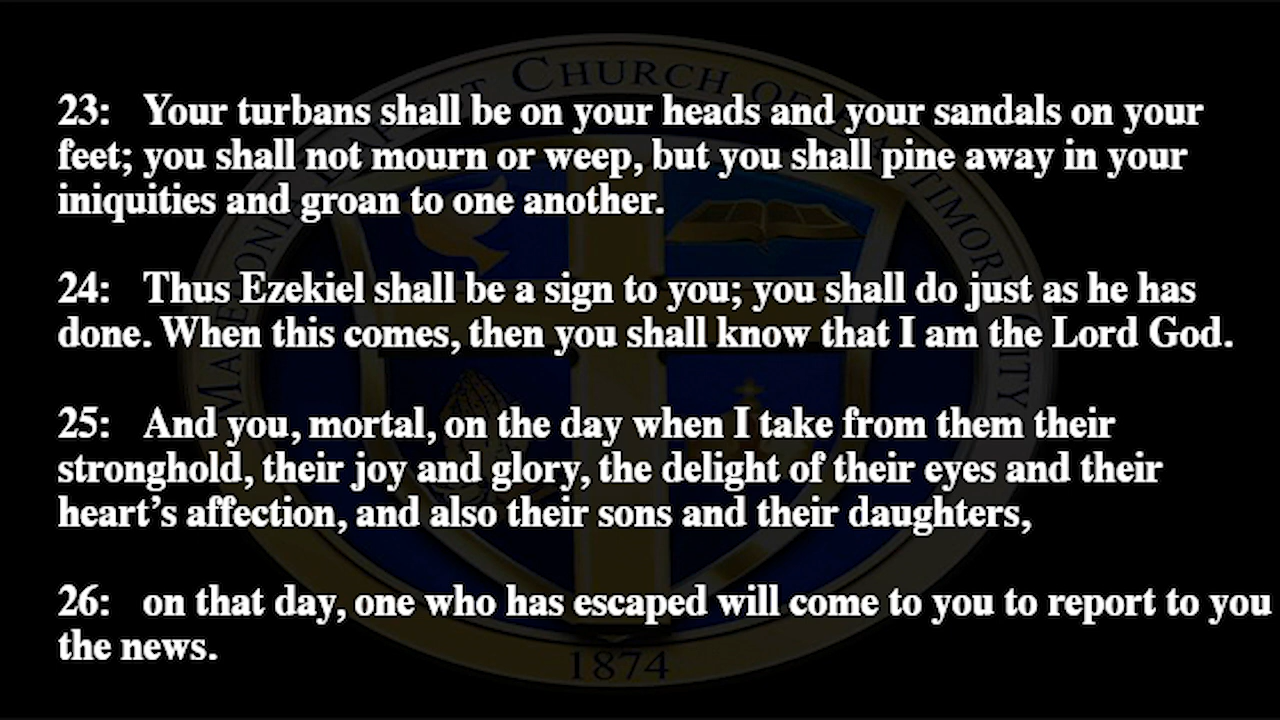 23: Your turbans shall be on your heads and your sandals on your
feet; you shall not mourn or weep, but you shall pine away in your
iniquities and groan to one another.
24: Thus Ezekiel shall be a sign to you; you shall do just as he has
done. When this comes, then you shall know that I am the Lord God.
25: And you, mortal, on the day when I take from them their
stronghold, their joy and glory, the delight of their eyes and their
heart’s affection, and also their sons and their daughters,
26: on that day, one who has escaped will come to you to report to you
the news.
Church of
City
1874